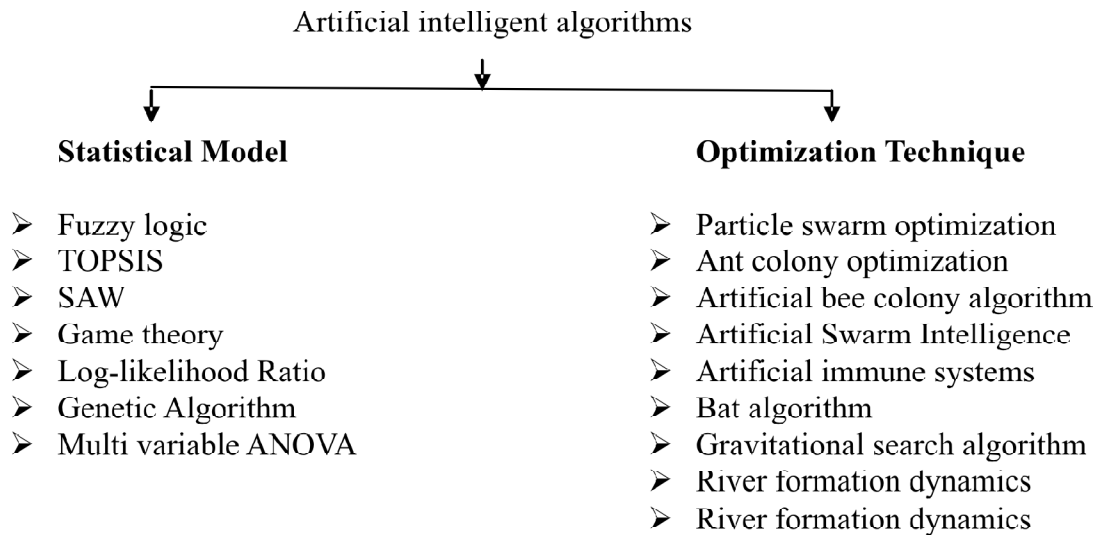 Artificial intelligent algorithms
Statistical Model
Fuzzy logic
TOPSIS
SAW
Game theory
Log-likelihood Ratio
Genetic Algorithm
Multi variable ANOVA
Optimization Technique
Particle swarm optimization
Ant colony optimization
Artificial bee colony algorithm
Artificial Swarm Intelligence
Artificial immune systems
Bat algorithm
Gravitational search algorithm
River formation dynamics
River formation dynamics